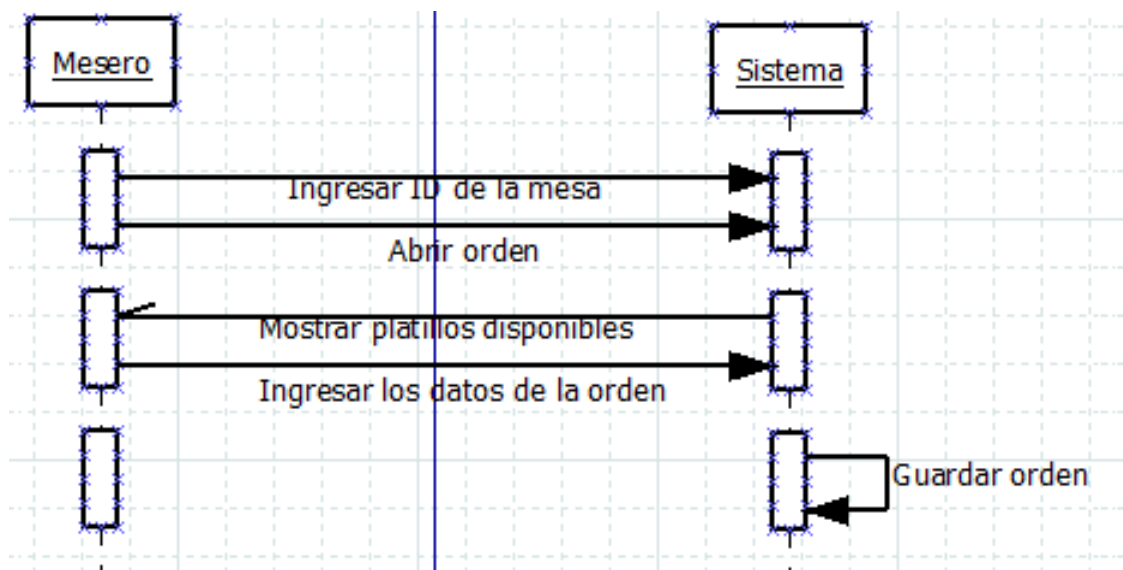 Mesero
Sistema
Ingresar ID de la mesa
Abrir orden
Mostrar platillos disponibles
Ingresar los datos de la orden
Guardar orden